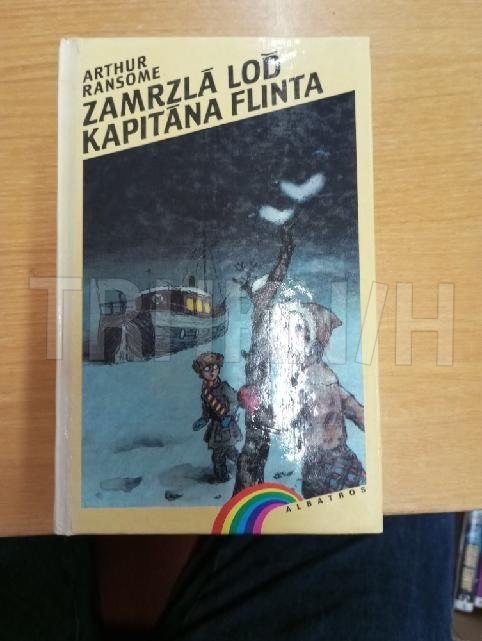 ARTHUR
RANSOME
ZAMRZLÁ LOĎ
KAPITÁNA FLINTA
ALBATROS